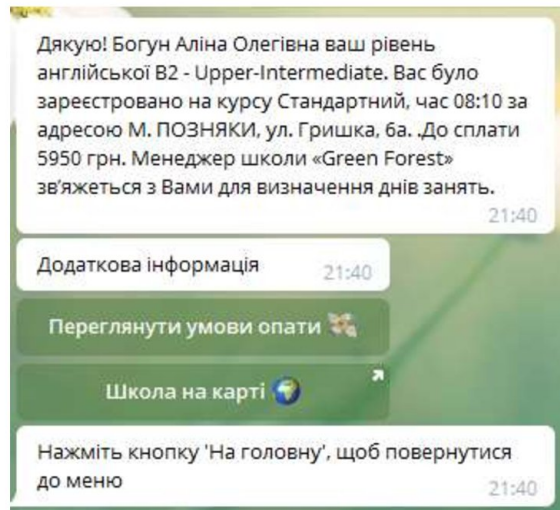 Дякую! Богун Аліна Олегівна ваш рівень
англійської B2 - Upper-Intermediate. Вас було
зареєстровано на курсу Стандартний, час 08:10 за
адресою М. ПОЗНЯКИ, ул. Гришка, 6а. .До сплати
5950 грн. Менеджер школи «Green Forest»
зв'яжеться з Вами для визначення днів занять.
21:40
Додаткова інформація
21:40
Переглянути умови опати 💸
Школа на карті 🌍
Нажміть кнопку 'На головну', щоб повернутися
до меню
21:40